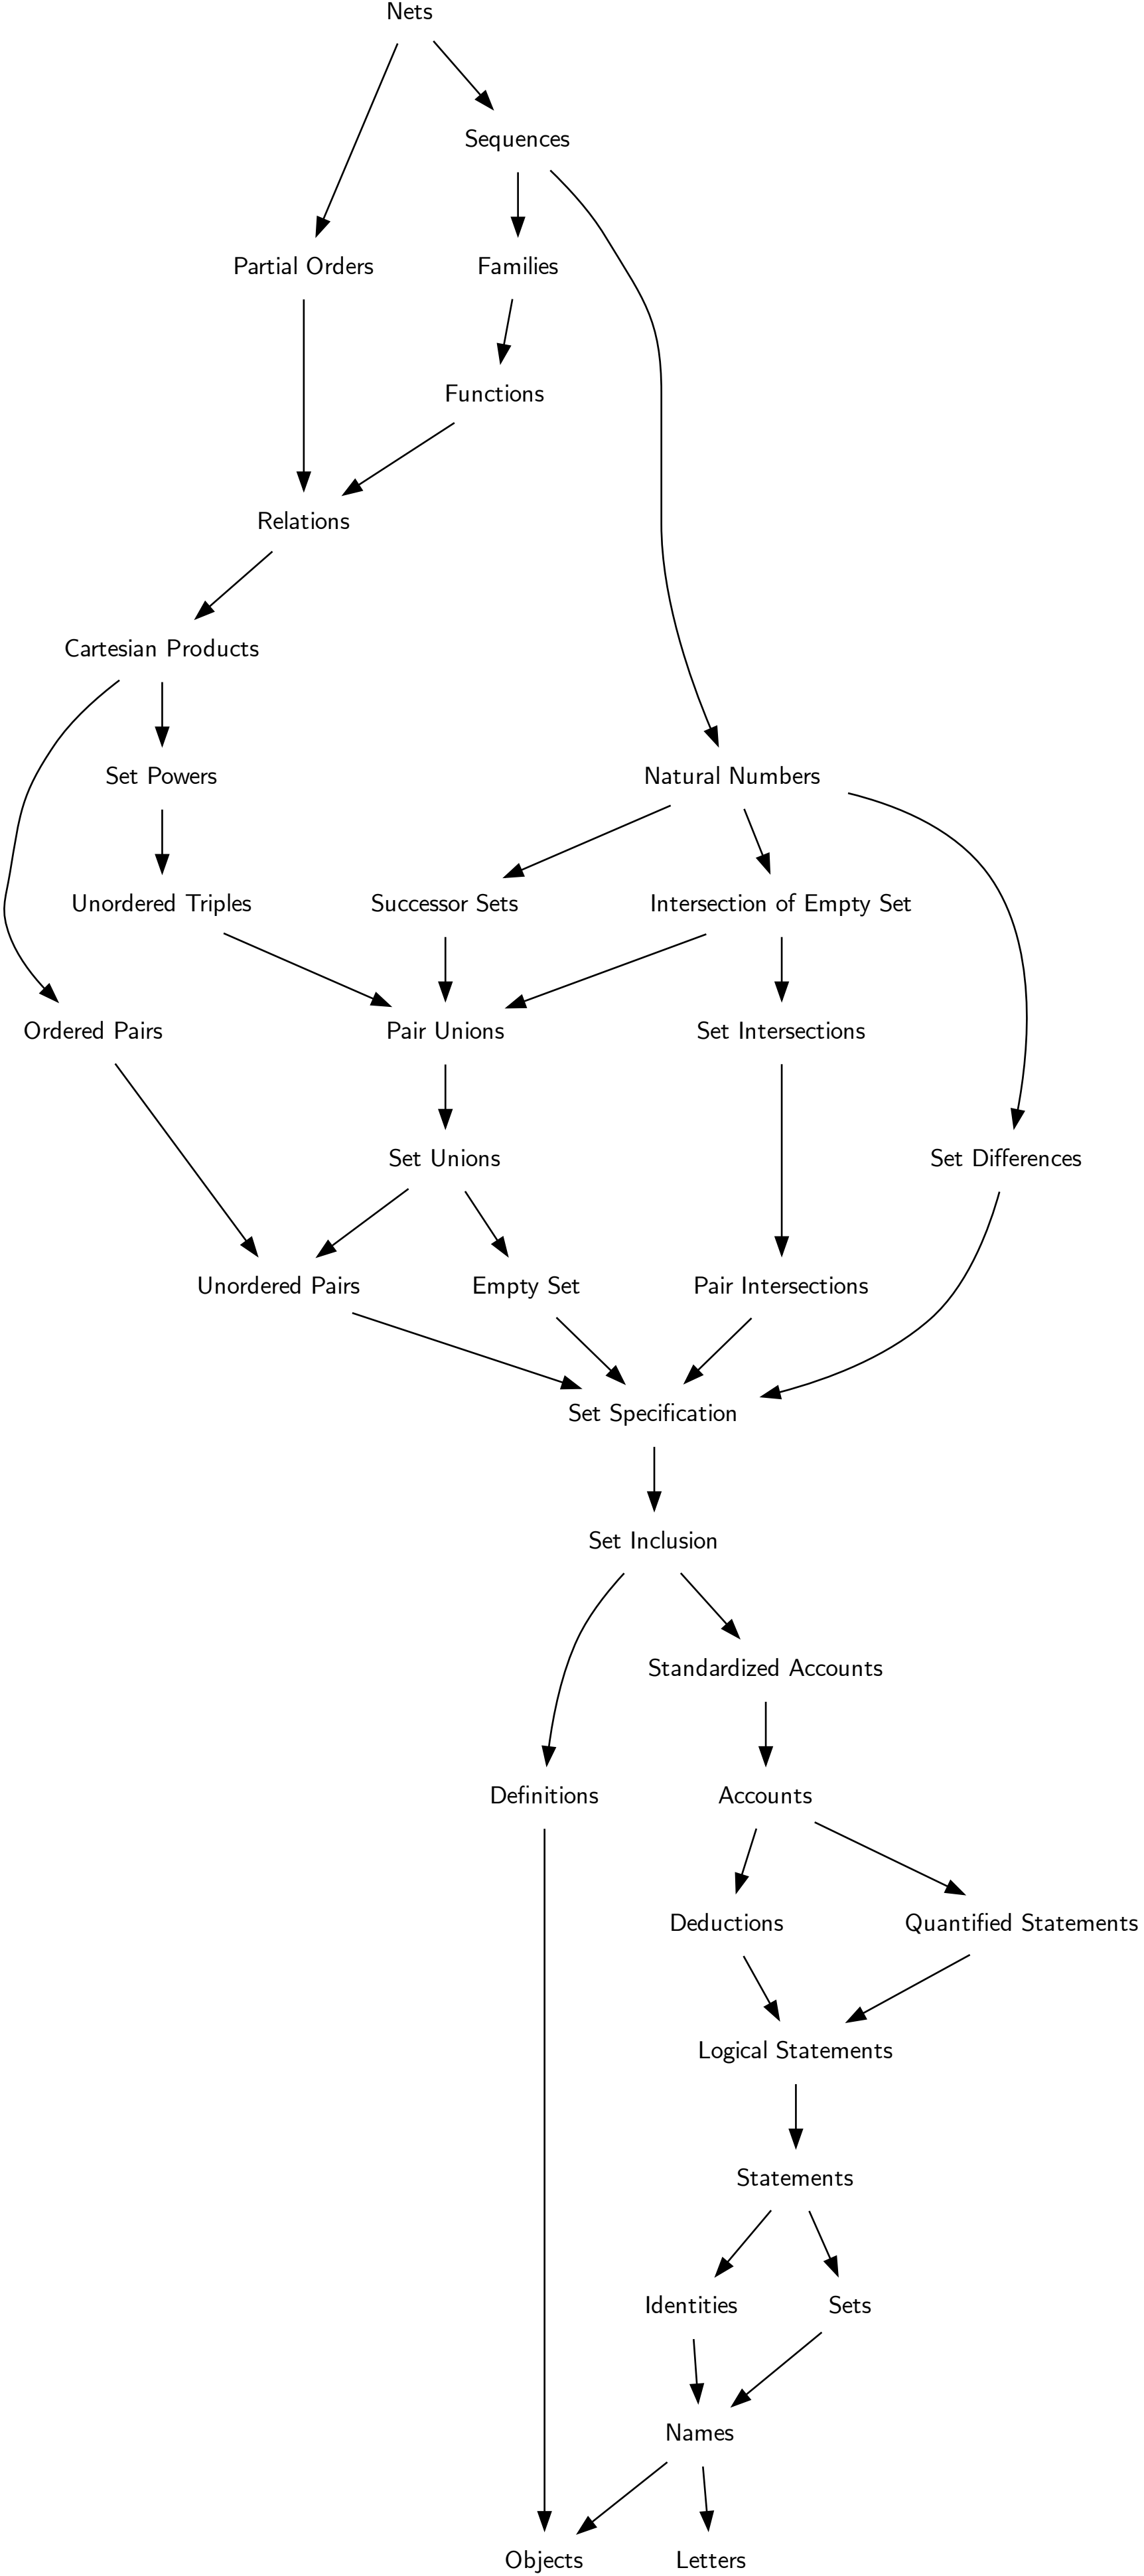 Nets
Sequences
Partial Orders
Families
Functions
Relations
Cartesian Products
Set Powers
Natural Numbers
Unordered Triples
Successor Sets
Intersection of Empty Set
Ordered Pairs
Pair Unions
Set Intersections
Set Unions
Set Differences
Unordered Pairs
Empty Set
Pair Intersections
Set Specification
Set Inclusion
Standardized Accounts
Definitions
Accounts
Deductions
Quantified Statements
Logical Statements
Statements
Identities
Sets
Names
Objects
Letters